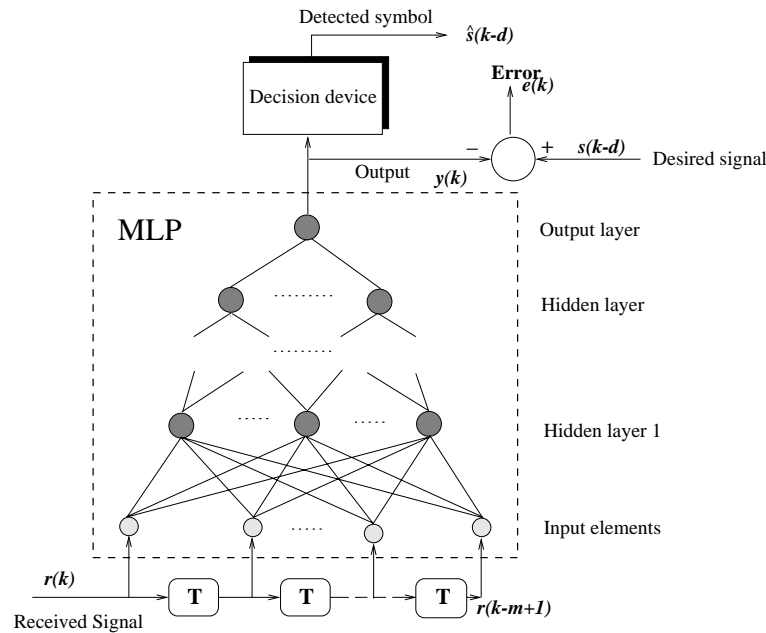 Detected symbol
ŝ(k-d)
Decision device
Error
e(k)
− + s(k-d) Desired signal
Output
y(k)
MLP
Output layer
Hidden layer
..........
..........
..... ..... Hidden layer 1
..... Input elements
r(k)
T T T
r(k-m+1)
Received Signal